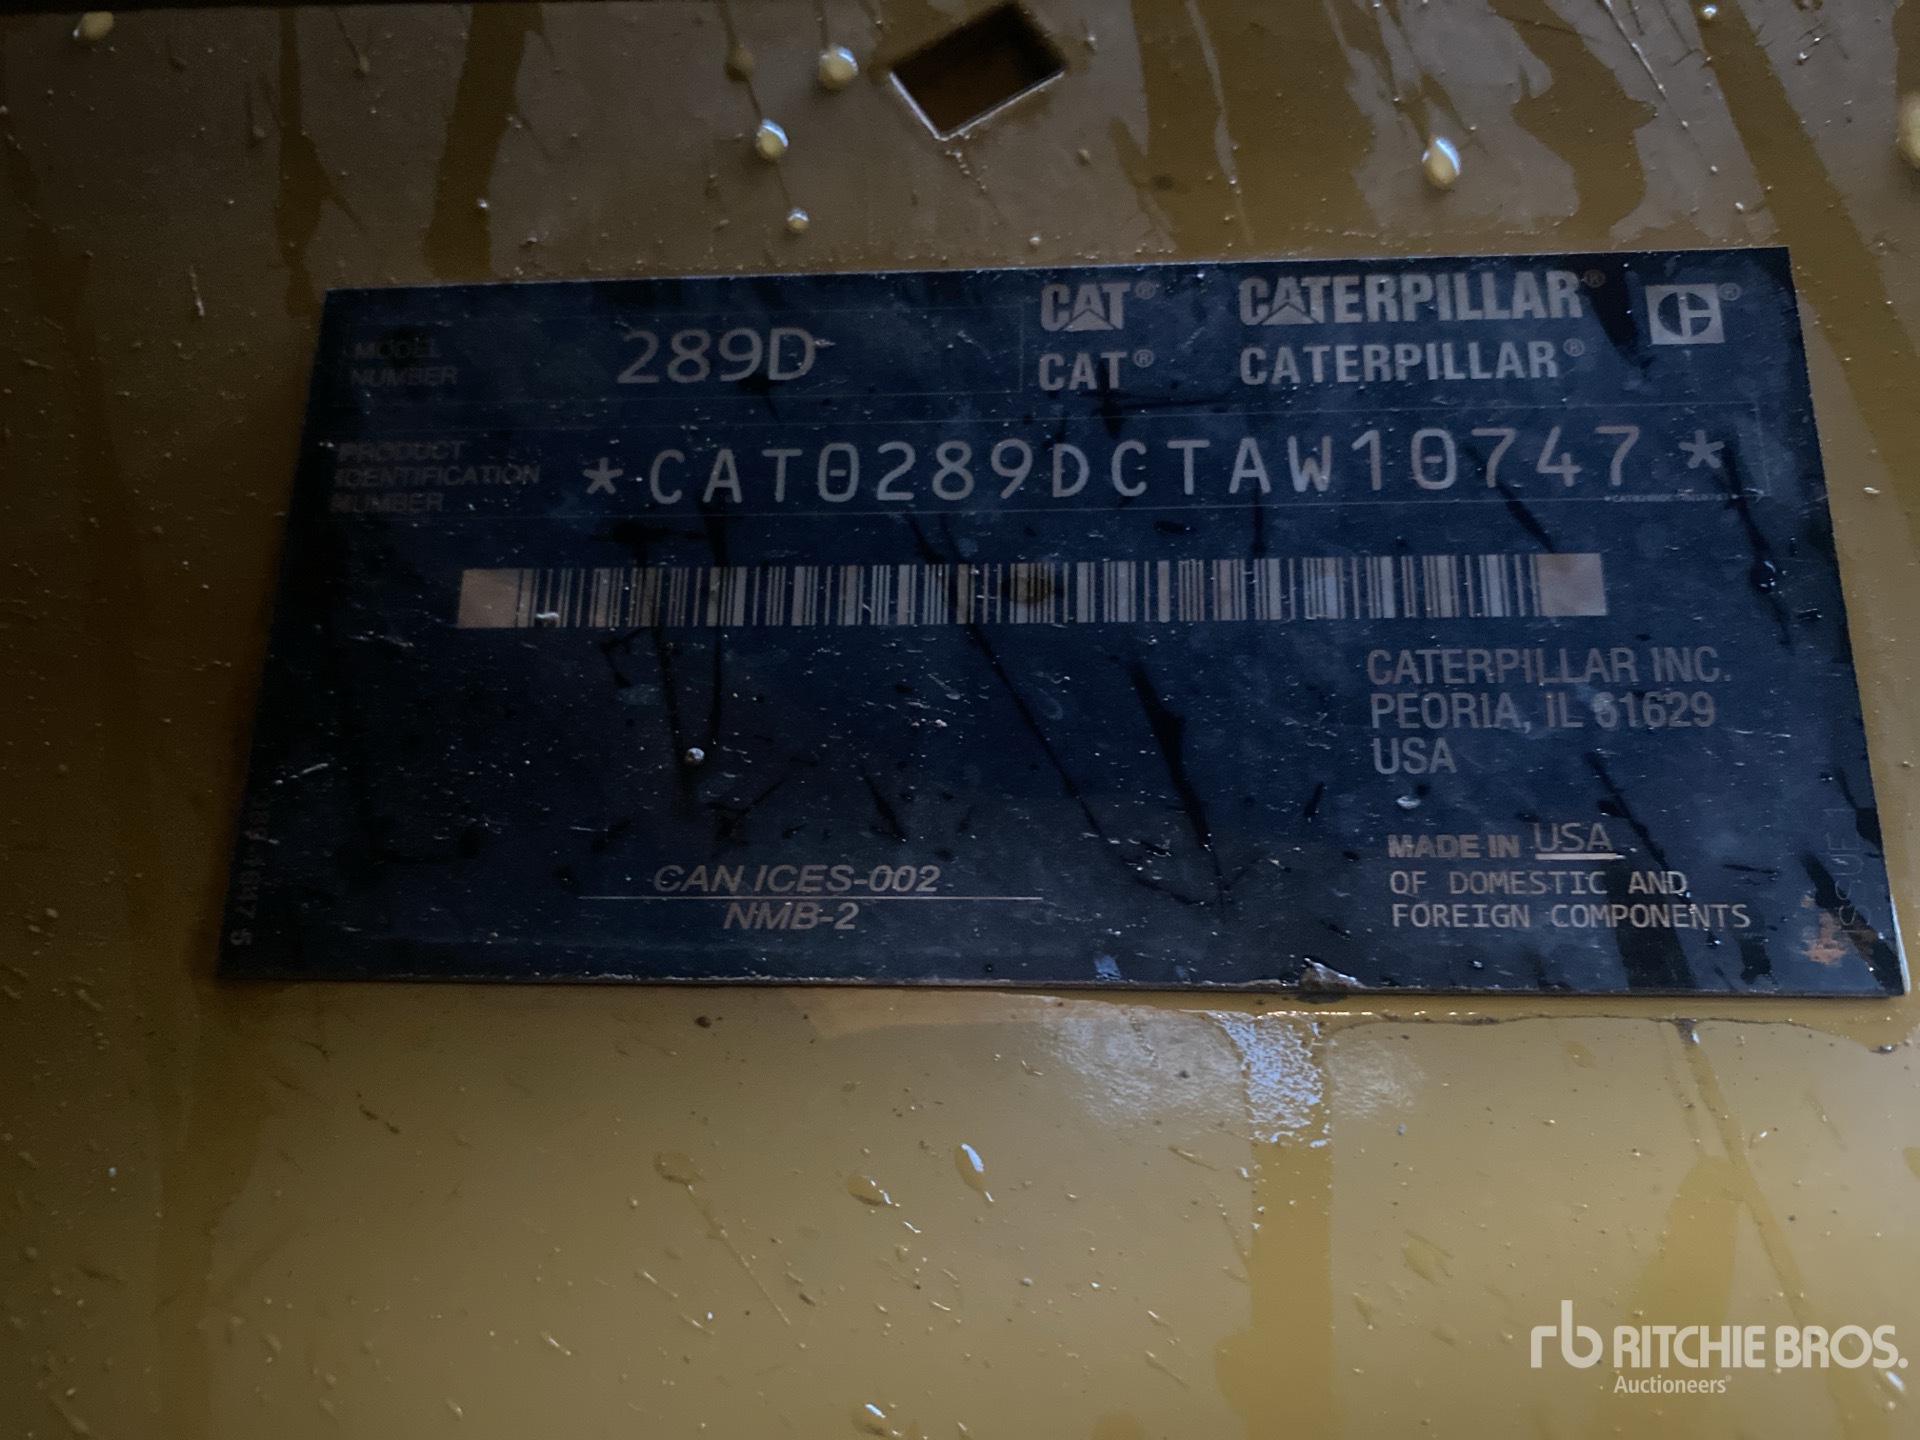 MODEL
NUMBER
289D
CAT® CATERPILLAR® ®
CAT® CATERPILLAR®
PRODUCT
IDENTIFICATION
NUMBER
*CAT0289DCTAW10747*
CATERPILLAR INC.
PEORIA, IL 61629
USA
MADE IN USA
OF DOMESTIC AND
FOREIGN COMPONENTS
CAN ICES-002
NMB-2
rb RITCHIE BROS.
Auctioneers